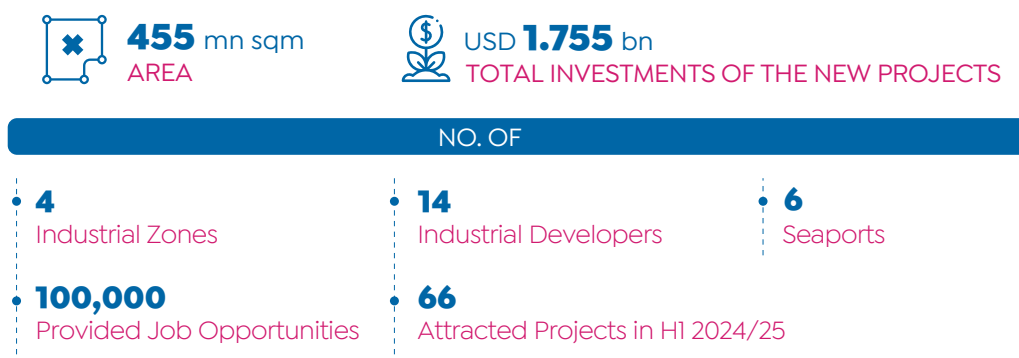 455 mn sqm
AREA
USD 1.755 bn
TOTAL INVESTMENTS OF THE NEW PROJECTS
NO. OF
4
Industrial Zones
14
Industrial Developers
6
Seaports
100,000
Provided Job Opportunities
66
Attracted Projects in H1 2024/25